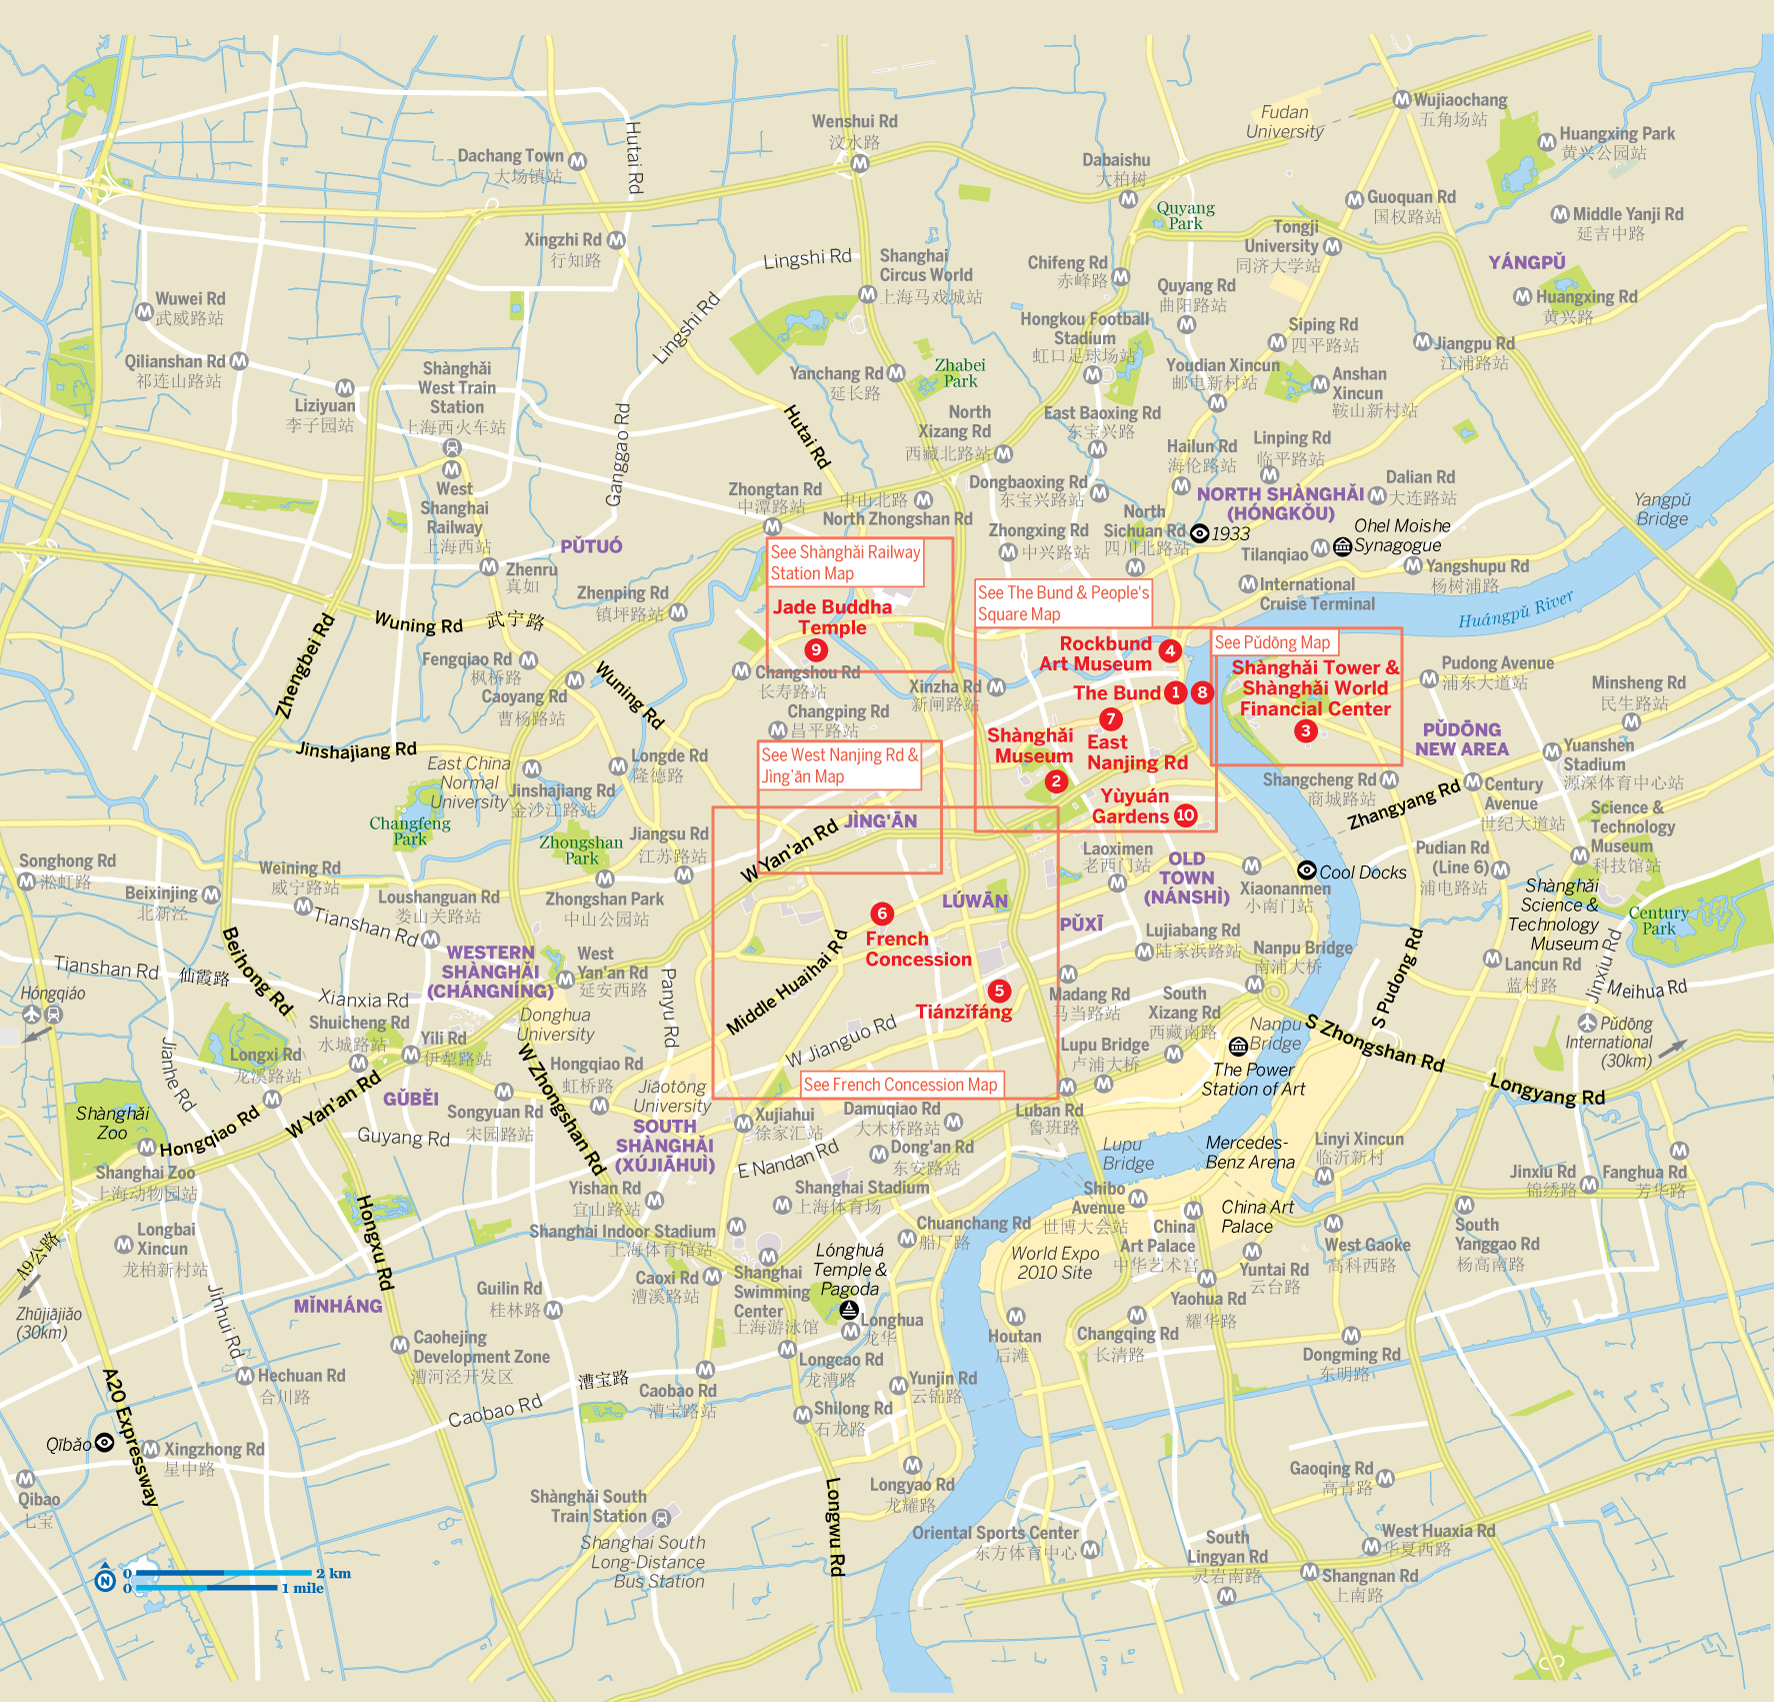 Wujiaochang
五角场站
Fudan
University
Huangxing Park
黄兴公园站
Wenshui Rd
汶水路
Dachang Town
大场镇站
Hutai Rd
Dabaishu
大柏树
Guoquan Rd
国权路站
Middle Yanji Rd
延吉中路
Quyang
Park
Tongji
University
同济大学站
Xingzhi Rd
行知路
Lingshi Rd
Shanghai
Circus World
上海马戏城站
Chifeng Rd
赤峰路
YÁNGPǓ
Quyang Rd
曲阳路站
Huangxing Rd
黄兴路
Wuwei Rd
武威路站
Lingshi Rd
Hongkou Football
Stadium
虹口足球场站
Siping Rd
四平路站
Jiangpu Rd
江浦路站
Qilianshan Rd
祁连山路站
Shànghǎi
West Train
Station
上海西火车站
Yanchang Rd
延长路
Zhabei
Park
Youdian Xincun
邮电新村站
Anshan
Xincun
鞍山新村站
Liziyuan
李子园站
Ganggao Rd
Hutai Rd
North
Xizang Rd
西藏北路站
East Baoxing Rd
东宝兴路
Hailun Rd
海伦路站
Linping Rd
临平路站
West
Shanghai
Railway
上海西站
Zhongtan Rd
中潭路站
中山北路
North Zhongshan Rd
Dongbaoxing Rd
东宝兴路站
NORTH SHÀNGHǍI
(HÓNGKǑU)
Dalian Rd
大连路站
Yangpǔ
Bridge
Zhongxing Rd
中兴路站
North
Sichuan Rd
四川北路站
1933
Ohel Moishe
Synagogue
Tilanqiao
PǓTUÓ
Zhenru
真如
See Shànghǎi Railway
Station Map
International
Cruise Terminal
Yangshupu Rd
杨树浦路
Zhenping Rd
镇坪路站
Jade Buddha
Temple
9
See The Bund & People's
Square Map
Huángpǔ River
Wuning Rd
武宁路
Zhengbei Rd
Fengqiao Rd
枫桥路
Caoyang Rd
曹杨路站
Wuning Rd
Changshou Rd
长寿路站
Xinzha Rd
新闸路站
Rockbund
Art Museum
4
See Pǔdōng Map
Shànghǎi Tower &
Shànghǎi World
Financial Center
3
Pudong Avenue
浦东大道站
Minsheng Rd
民生路站
The Bund
1
8
Changping Rd
昌平路站
7
East
Nanjing Rd
Shànghǎi
Museum
2
PǓDŌNG
NEW AREA
Yuanshen
Stadium
源深体育中心站
Jinshajiang Rd
East China
Normal
University
Jinshajiang Rd
金沙江路站
Longde Rd
隆德路
See West Nanjing Rd &
Jìng'ān Map
Shangcheng Rd
商城路站
Century
Avenue
世纪大道站
Zhangyang Rd
Yùyuán
Gardens
10
Science &
Technology
Museum
科技馆站
Changfeng
Park
Zhongshan
Park
Jiangsu Rd
江苏路站
W Yan'an Rd
JÌNG'ĀN
Laoximen
老西门站
OLD
TOWN
(NÁNSHÌ)
Pudian Rd
(Line 6)
浦电路站
Songhong Rd
淞虹路
Weining Rd
威宁路站
Beixinjing
北新泾
Loushanguan Rd
娄山关路站
Zhongshan Park
中山公园站
Xiaonanmen
小南门站
Cool Docks
Shànghǎi
Science &
Technology
Museum
Century
Park
Tianshan Rd
LÚWĀN
6
French
Concession
PǓXĪ
Lujiabang Rd
陆家浜路站
Nanpu Bridge
南浦大桥
Lancun Rd
蓝村路
Jinxiu Rd
Meihua Rd
Tianshan Rd
仙霞路
Beihong Rd
WESTERN
SHÀNGHǍI
(CHÁNGNÍNG)
West
Yan'an Rd
延安西路
Panyu Rd
Middle Huaihai Rd
5
Tiánzǐfáng
Madang Rd
马当路站
South
Xizang Rd
西藏南路
S Pudong Rd
Hóngqiáo
Xianxia Rd
Shuicheng Rd
水城路站
Donghua
University
W Jianguo Rd
Nanpu
Bridge
S Zhongshan Rd
Pǔdōng
International
(30km)
Longxi Rd
龙溪路站
Yili Rd
伊犁路站
Hongqiao Rd
虹桥路
Jiāotōng
University
See French Concession Map
Lupu Bridge
卢浦大桥
The Power
Station of Art
Longyang Rd
Jianhe Rd
GǓBĚI
W Yan'an Rd
W Zhongshan Rd
Shànghǎi
Zoo
Hongqiao Rd
Songyuan Rd
宋园路站
Xujiahui
徐家汇站
Damuqiao Rd
大木桥路站
Luban Rd
鲁班路
Guyang Rd
SOUTH
SHÀNGHǍI
(XÚJIĀHUÌ)
E Nandan Rd
Dong'an Rd
东安路站
Lupu
Bridge
Mercedes-
Benz Arena
Linyi Xincun
临沂新村
Shanghai Zoo
上海动物园站
Yishan Rd
宜山路站
Shanghai Stadium
上海体育场
Shibo
Avenue
世博大会站
Jinxiu Rd
锦绣路
Fanghua Rd
芳华路
Hongxu Rd
Longbai
Xincun
龙柏新村站
Shanghai Indoor Stadium
上海体育馆站
Chuanchang Rd
船厂路
China
Art Palace
中华艺术宫
China Art
Palace
West Gaoke
高科西路
South
Yanggao Rd
杨高南路
A9公路
World Expo
2010 Site
Lónghuá
Temple &
Pagoda
Yuntai Rd
云台路
Caoxi Rd
漕溪路站
Shanghai
Swimming
Center
上海游泳馆
Guilin Rd
桂林路
Zhūjiājiǎo
(30km)
MǏNHÁNG
Jinhui Rd
Longhua
龙华
Houtan
后滩
Yaohua Rd
耀华路
Changqing Rd
长清路
Caohejing
Development Zone
漕河泾开发区
Longcao Rd
龙漕路
Dongming Rd
东明路
A20 Expressway
Hechuan Rd
合川路
漕宝路
Caobao Rd
漕宝路站
Yunjin Rd
云锦路
Caobao Rd
Shilong Rd
石龙路
Qībǎo
Xingzhong Rd
星中路
Longyao Rd
龙耀路
Gaoqing Rd
高青路
Qibao
七宝
Shànghǎi South
Train Station
Longwu Rd
Shanghai South
Long-Distance
Bus Station
Oriental Sports Center
东方体育中心
South
Lingyan Rd
灵岩南路
West Huaxia Rd
华夏西路
Shangnan Rd
上南路
N
0
2 km
0
1 mile